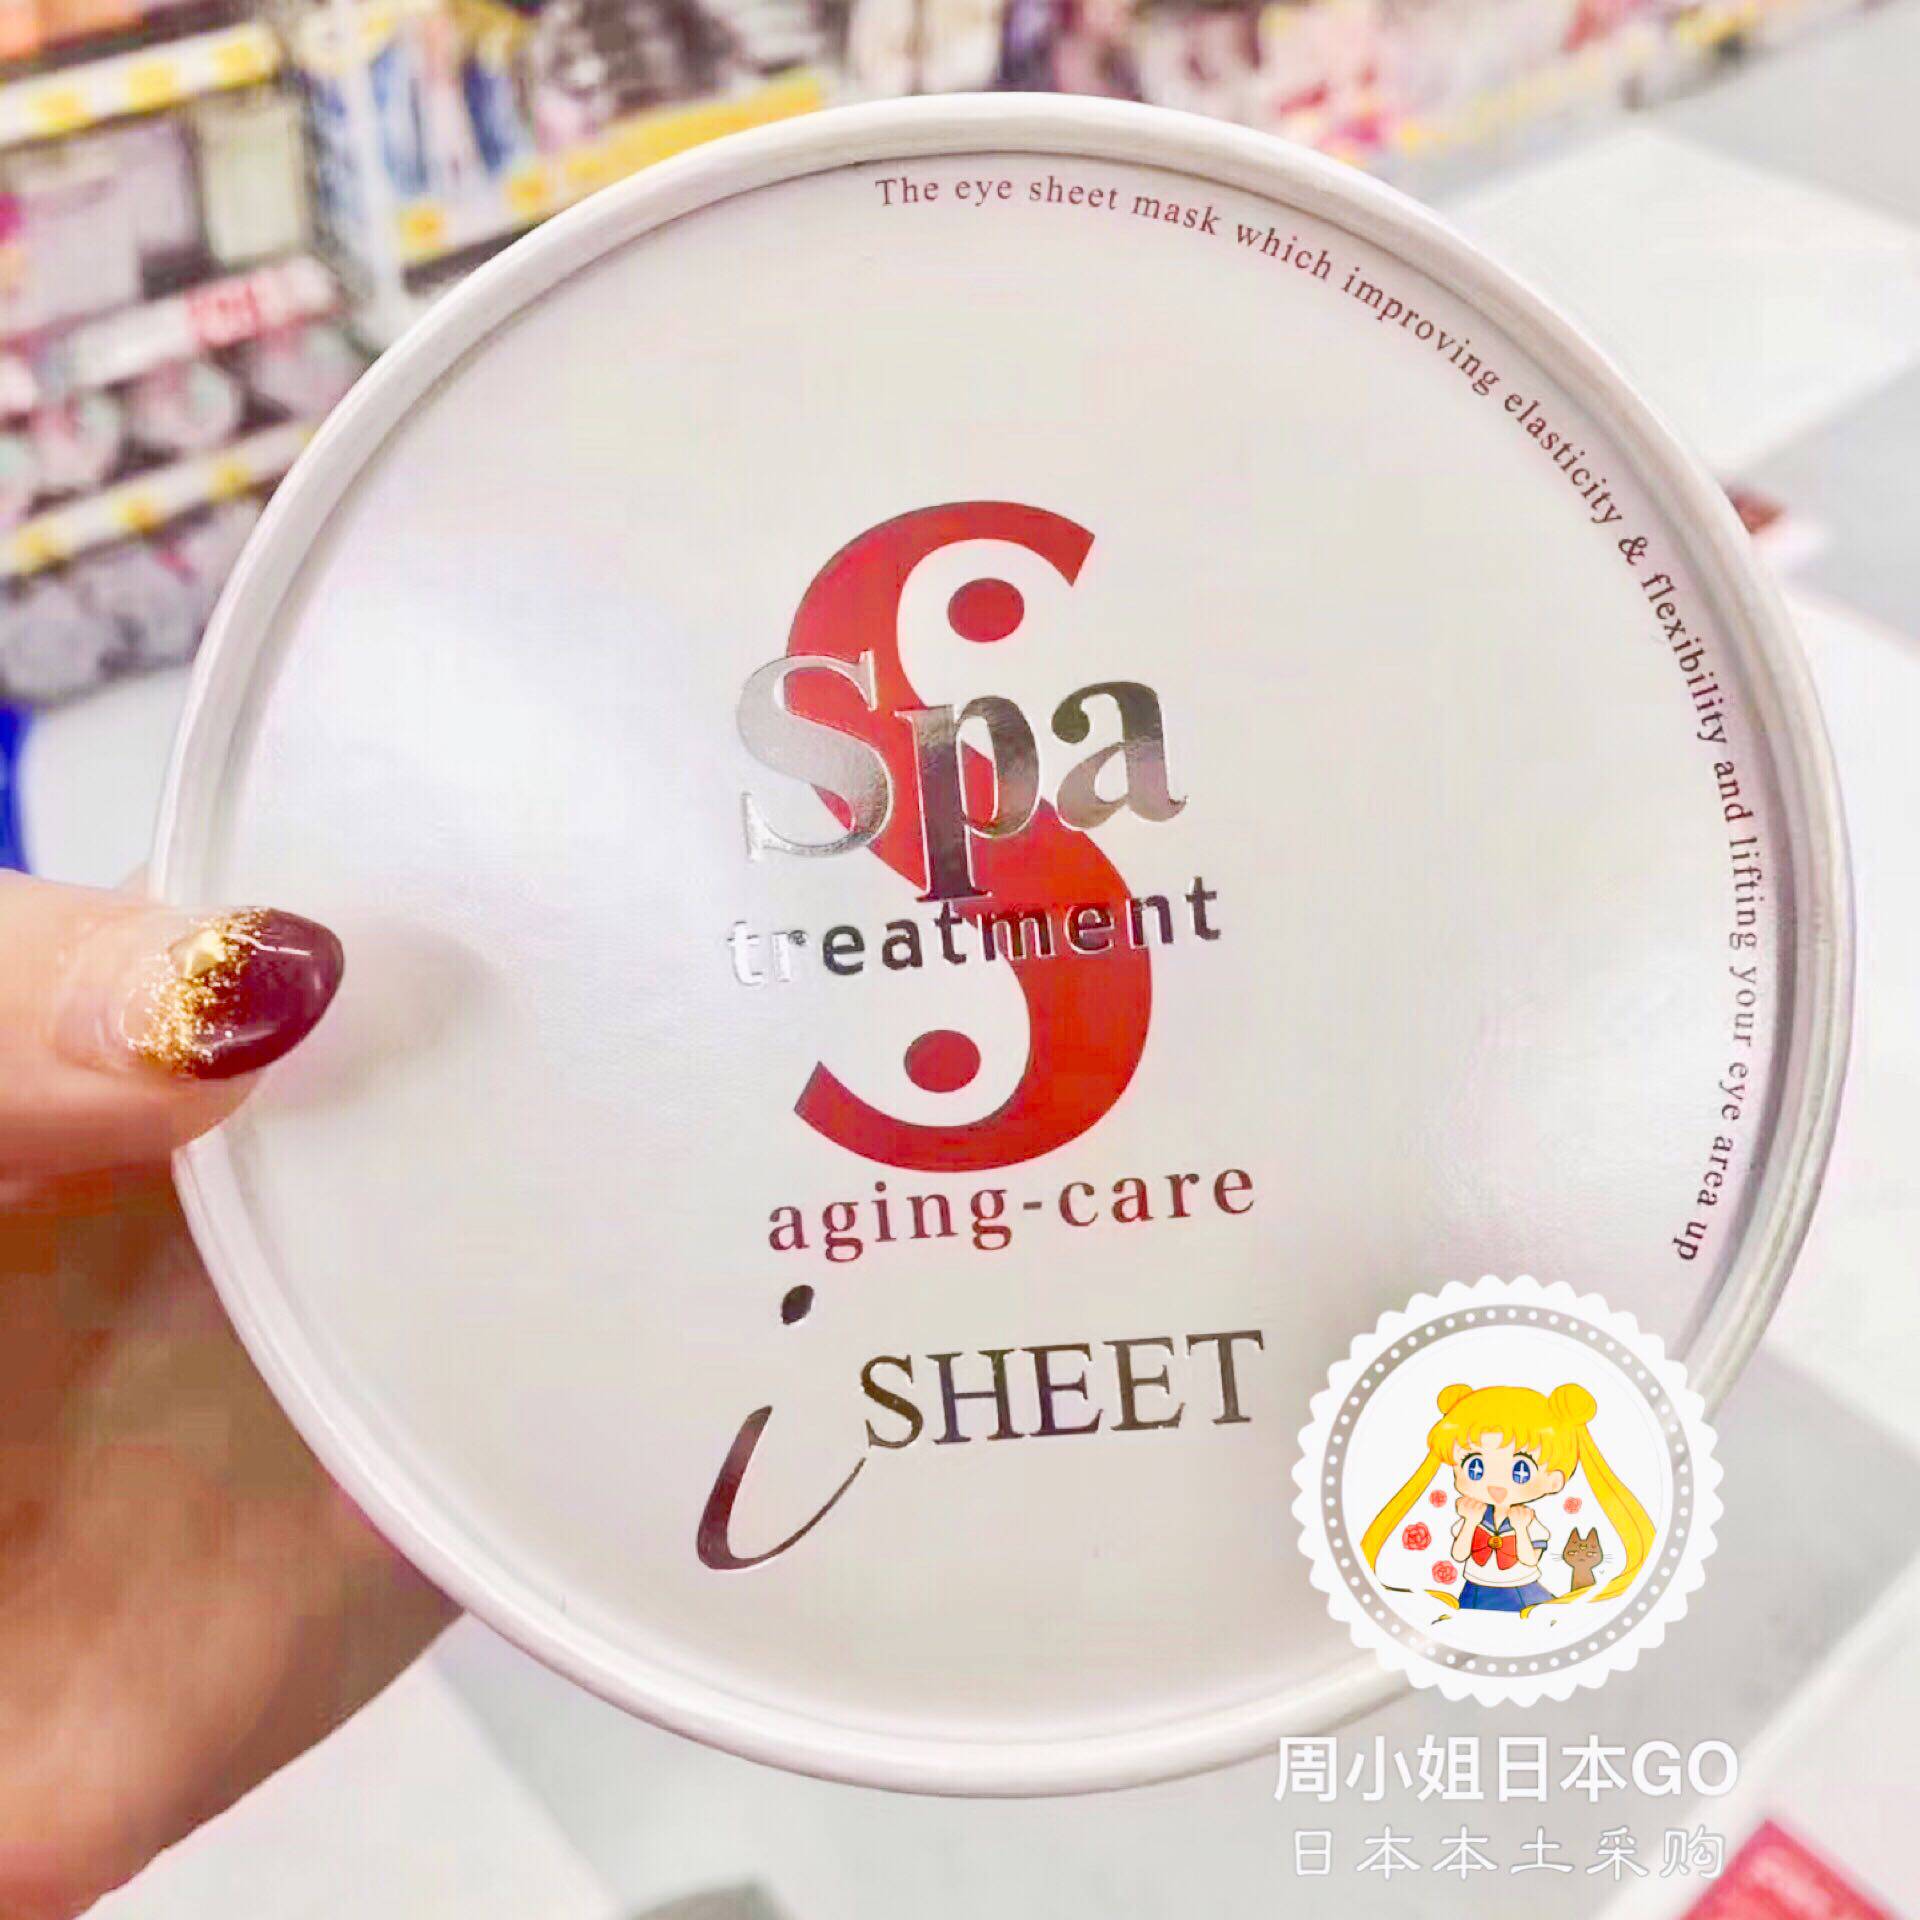 The eye sheet mask which improving elasticity & flexibility and lifting your eye area up
Spa
treatment
aging-care
i SHEET
周小姐日本GO
日本本土采购